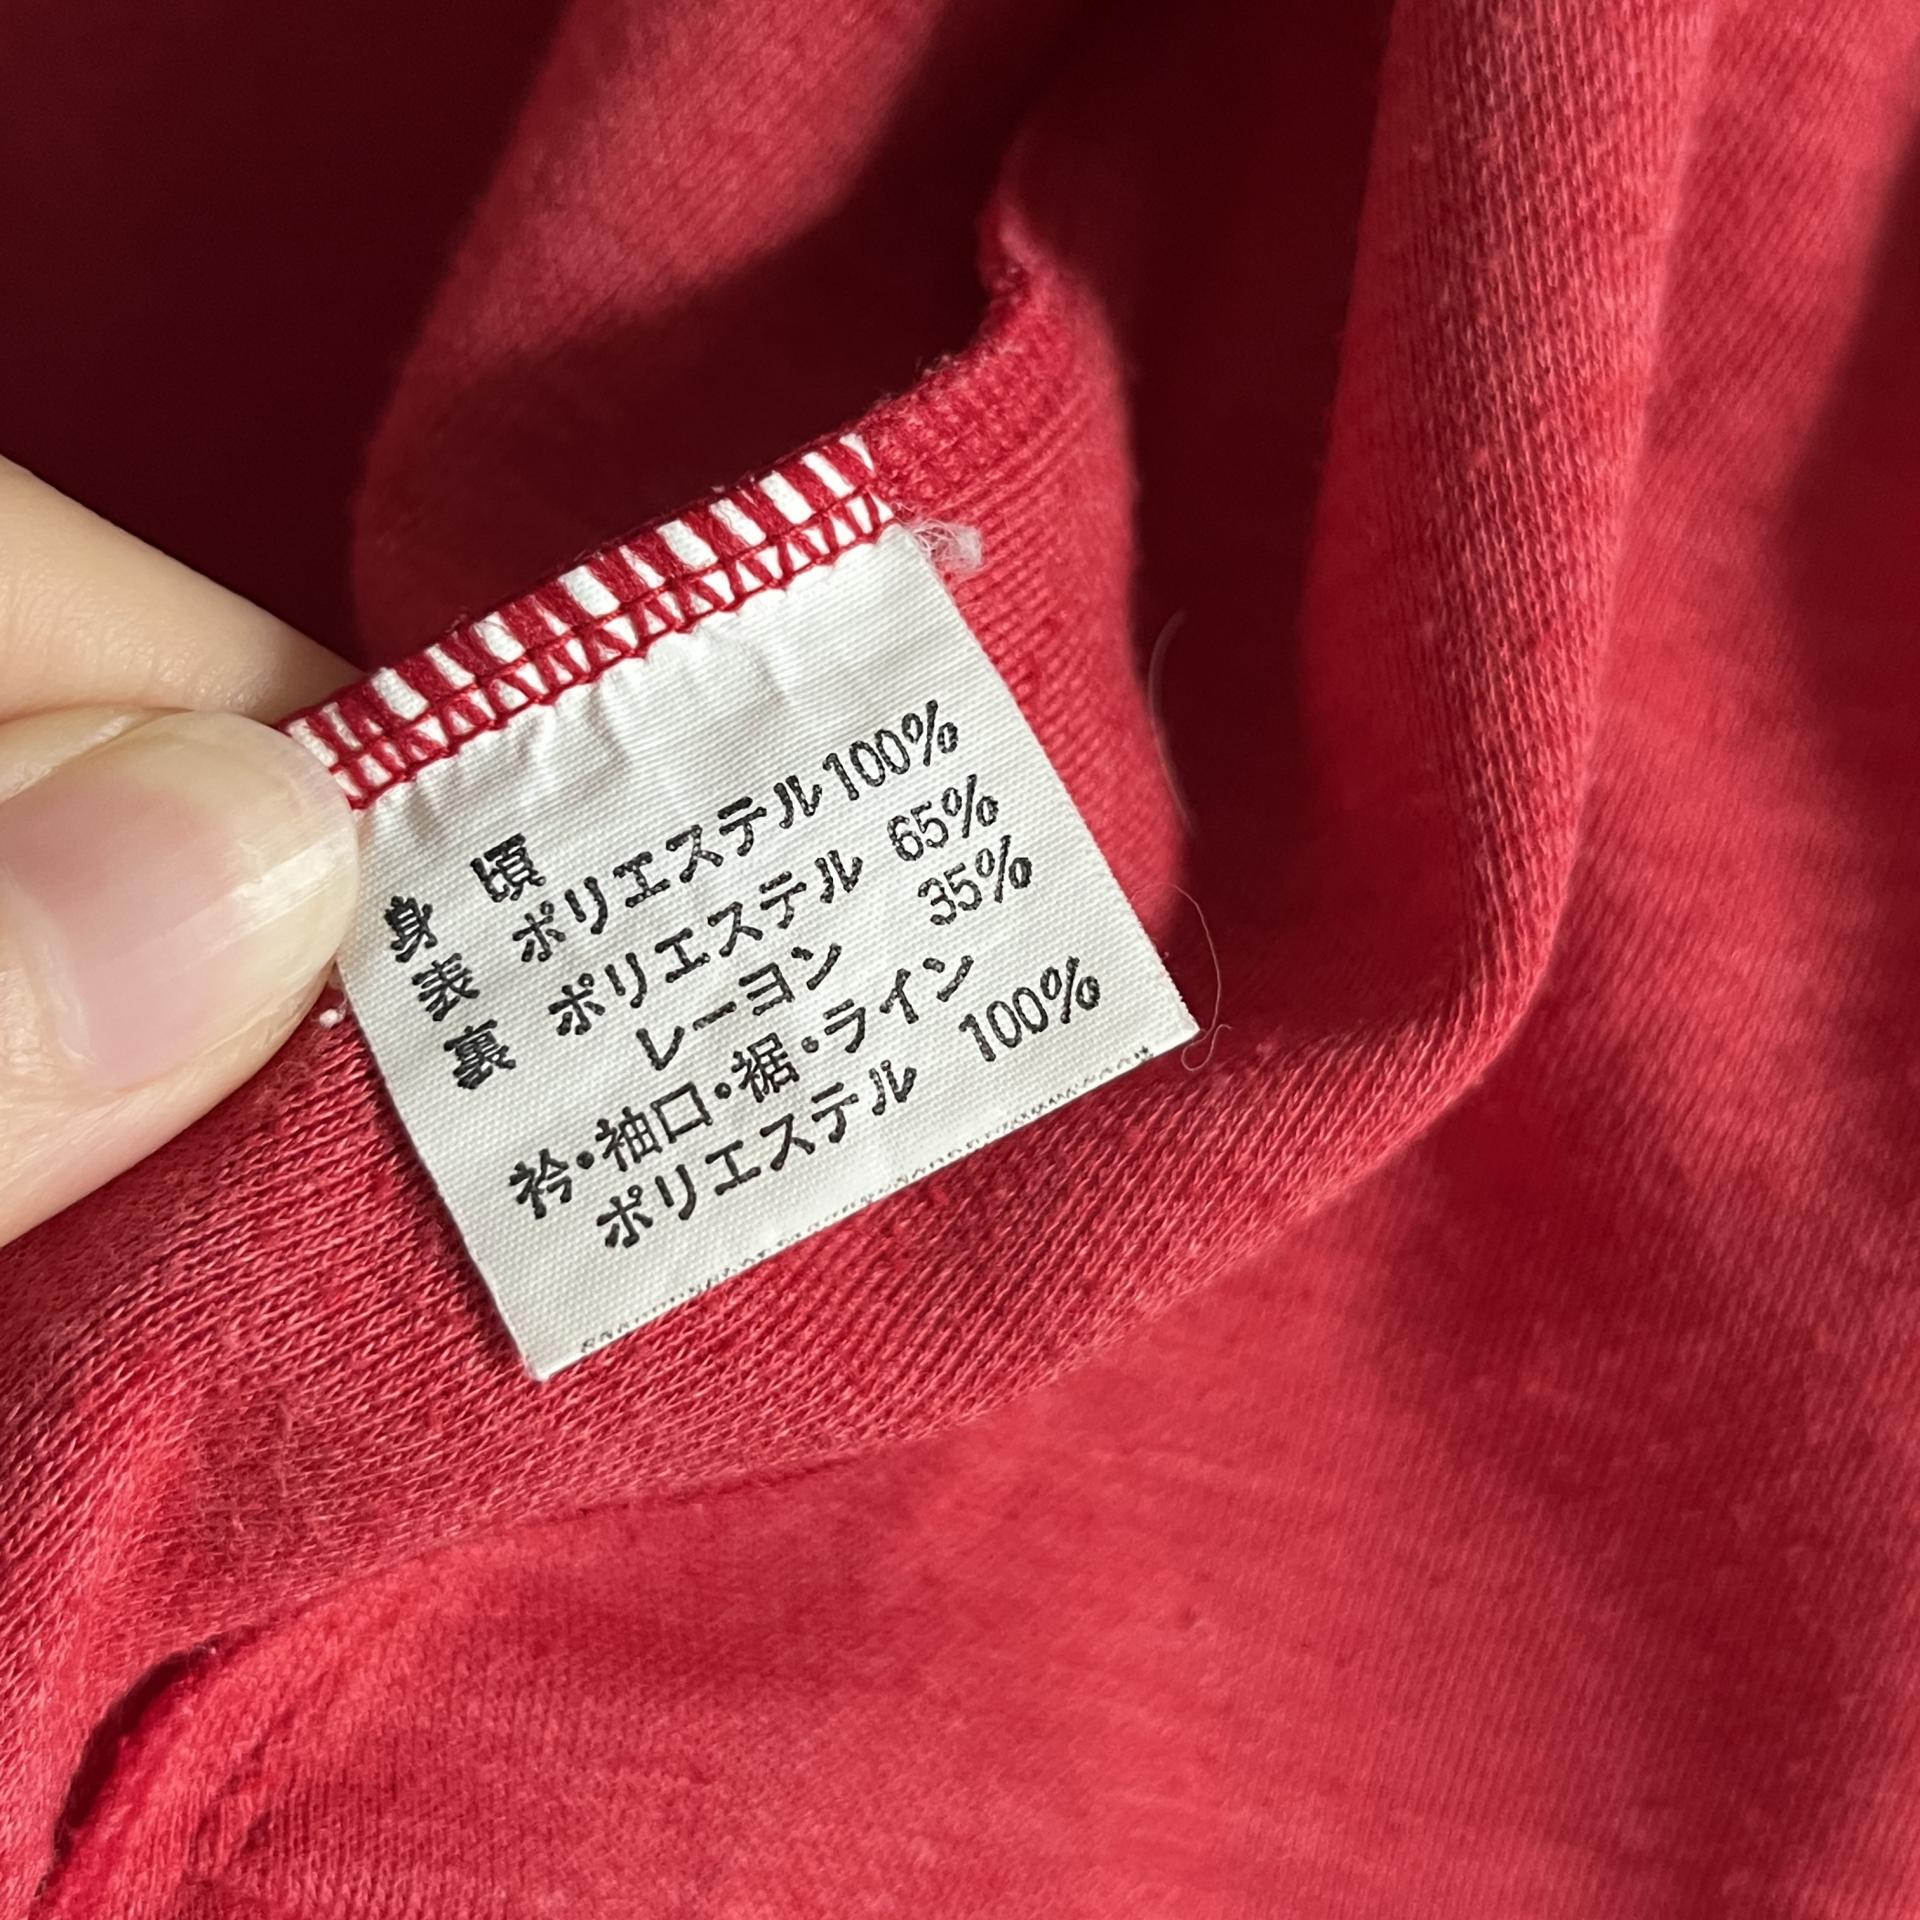 身　頃
表　ポリエステル100%
裏　ポリエステル　65%
レーヨン　35%
衿・袖口・裾・ライン
ポリエステル　100%